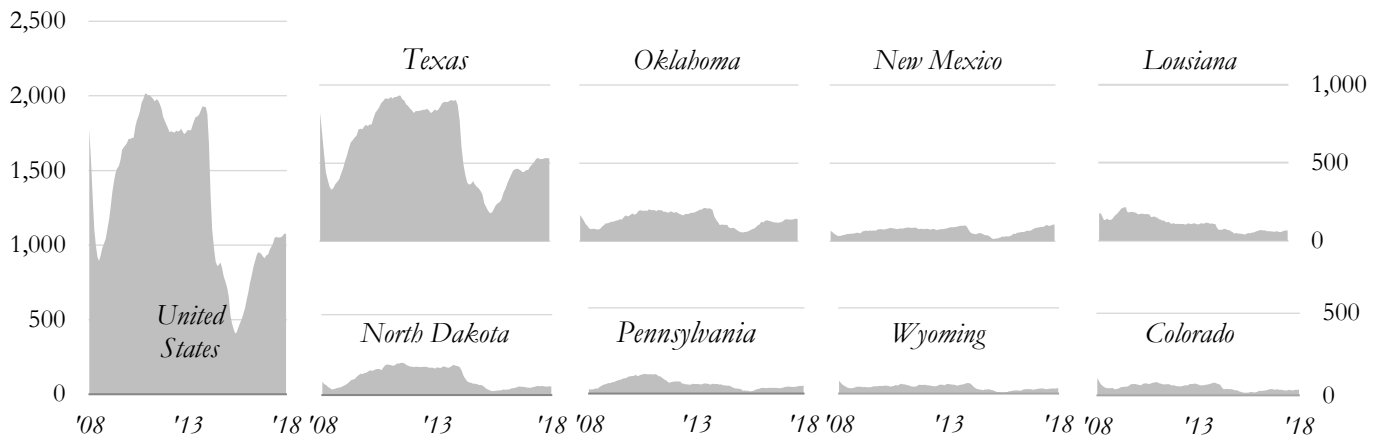 2,500
Texas
Oklahoma
New Mexico
Lousiana
2,000
1,000
1,500
500
1,000
0
United
States
500
North Dakota
Pennsylvania
Wyoming
Colorado
500
0
0
'08 '13 '18 '08 '13 '18 '08 '13 '18 '08 '13 '18 '08 '13 '18